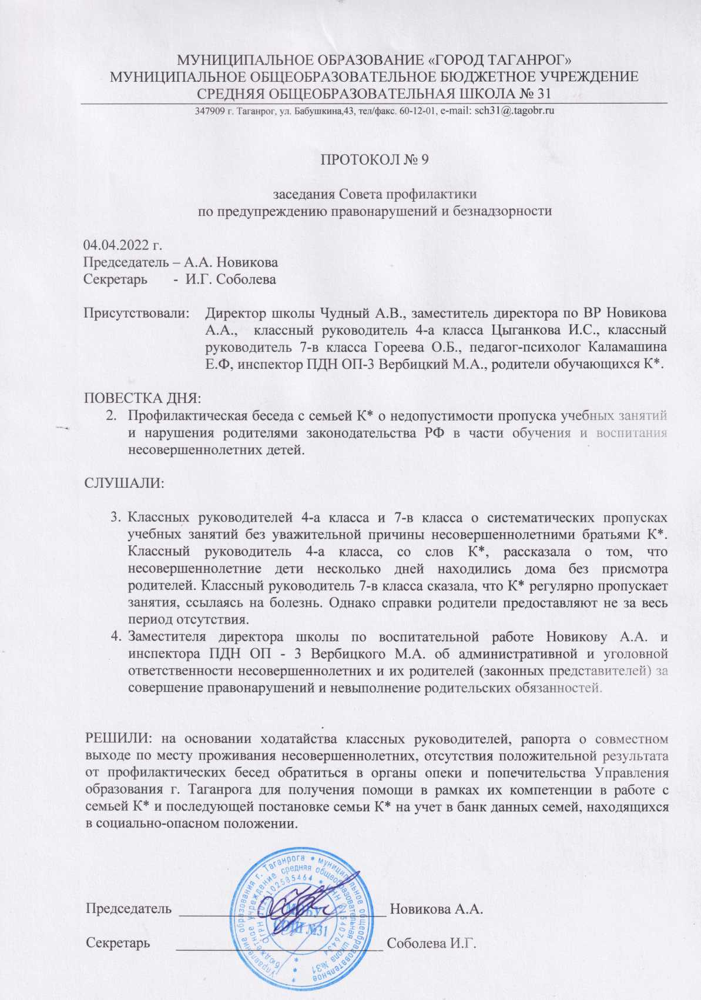 МУНИЦИПАЛЬНОЕ ОБРАЗОВАНИЕ «ГОРОД ТАГАНРОГ»
МУНИЦИПАЛЬНОЕ ОБЩЕОБРАЗОВАТЕЛЬНОЕ БЮДЖЕТНОЕ УЧРЕЖДЕНИЕ
СРЕДНЯЯ ОБЩЕОБРАЗОВАТЕЛЬНАЯ ШКОЛА № 31
347909 г. Таганрог, ул. Бабушкина,43, тел/факс. 60-12-01, e-mail: sch31@.tagobr.ru
ПРОТОКОЛ № 9
заседания Совета профилактики
по предупреждению правонарушений и безнадзорности
04.04.2022 г.
Председатель – А.А. Новикова
Секретарь - И.Г. Соболева
Присутствовали: Директор школы Чудный А.В., заместитель директора по ВР Новикова
А.А., классный руководитель 4-а класса Цыганкова И.С., классный
руководитель 7-в класса Гореева О.Б., педагог-психолог Каламашина
Е.Ф, инспектор ПДН ОП-3 Вербицкий М.А., родители обучающихся К*.
ПОВЕСТКА ДНЯ:
2. Профилактическая беседа с семьей К* о недопустимости пропуска учебных занятий
и нарушения родителями законодательства РФ в части обучения и воспитания
несовершеннолетних детей.
СЛУШАЛИ:
3. Классных руководителей 4-а класса и 7-в класса о систематических пропусках
учебных занятий без уважительной причины несовершеннолетними братьями К*.
Классный руководитель 4-а класса, со слов К*, рассказала о том, что
несовершеннолетние дети несколько дней находились дома без присмотра
родителей. Классный руководитель 7-в класса сказала, что К* регулярно пропускает
занятия, ссылаясь на болезнь. Однако справки родители предоставляют не за весь
период отсутствия.
4. Заместителя директора школы по воспитательной работе Новикову А.А. и
инспектора ПДН ОП - 3 Вербицкого М.А. об административной и уголовной
ответственности несовершеннолетних и их родителей (законных представителей) за
совершение правонарушений и невыполнение родительских обязанностей.
РЕШИЛИ: на основании ходатайства классных руководителей, рапорта о совместном
выходе по месту проживания несовершеннолетних, отсутствия положительной результата
от профилактических бесед обратиться в органы опеки и попечительства Управления
образования г. Таганрога для получения помощи в рамках их компетенции в работе с
семьей К* и последующей постановке семьи К* на учет в банк данных семей, находящихся
в социально-опасном положении.
Председатель Новикова А.А.
Секретарь Соболева И.Г.
Управление образования г. Таганрога * муниципальное общеобразовательное
бюджетное учреждение средняя общеобразовательная школа №31
СОШ №31